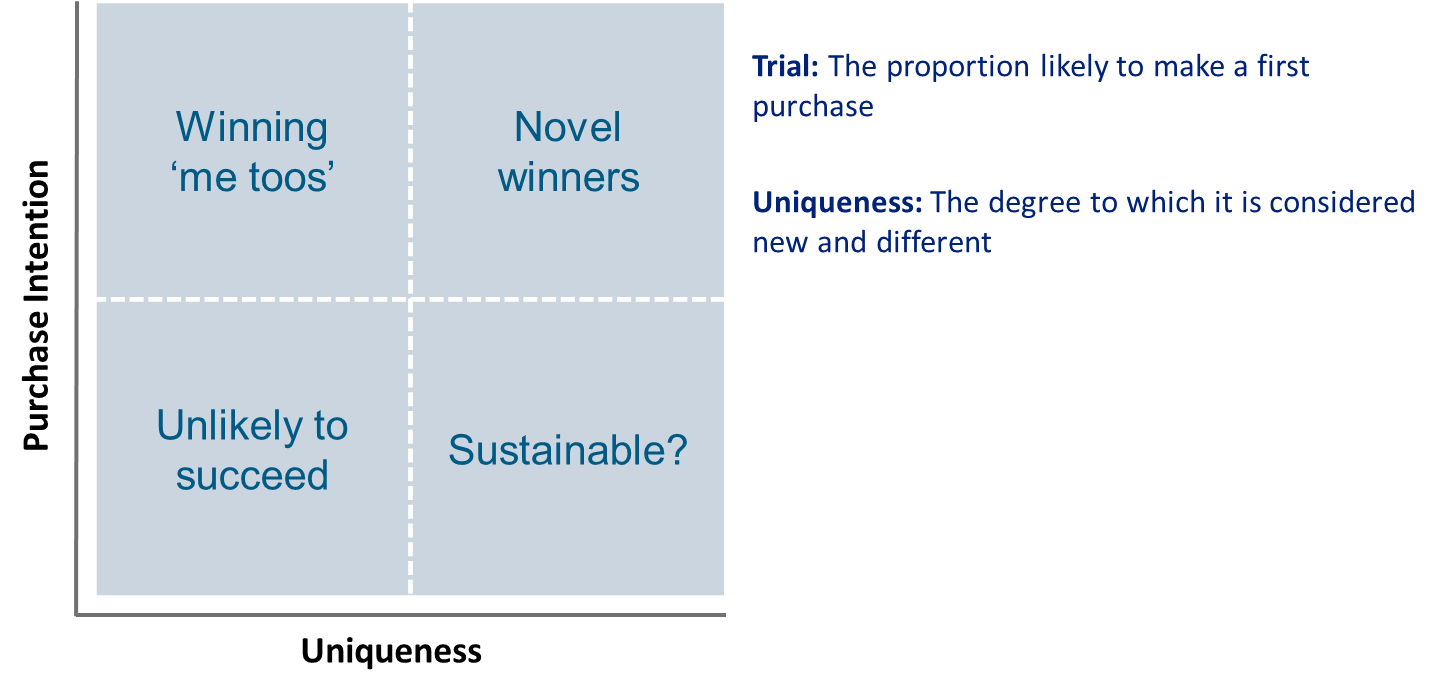 Purchase Intention
Winning
‘me toos’
Novel
winners
Unlikely to
succeed
Sustainable?
Uniqueness
Trial: The proportion likely to make a first
purchase
Uniqueness: The degree to which it is considered
new and different